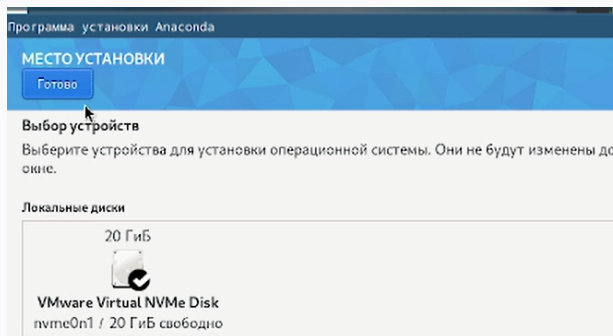 Программа установки Anaconda
МЕСТО УСТАНОВКИ
Готово
Выбор устройств
Выберите устройства для установки операционной системы. Они не будут изменены до
окне.
Локальные диски
20 ГиБ
VMware Virtual NVMe Disk
nvme0n1 / 20 ГиБ свободно